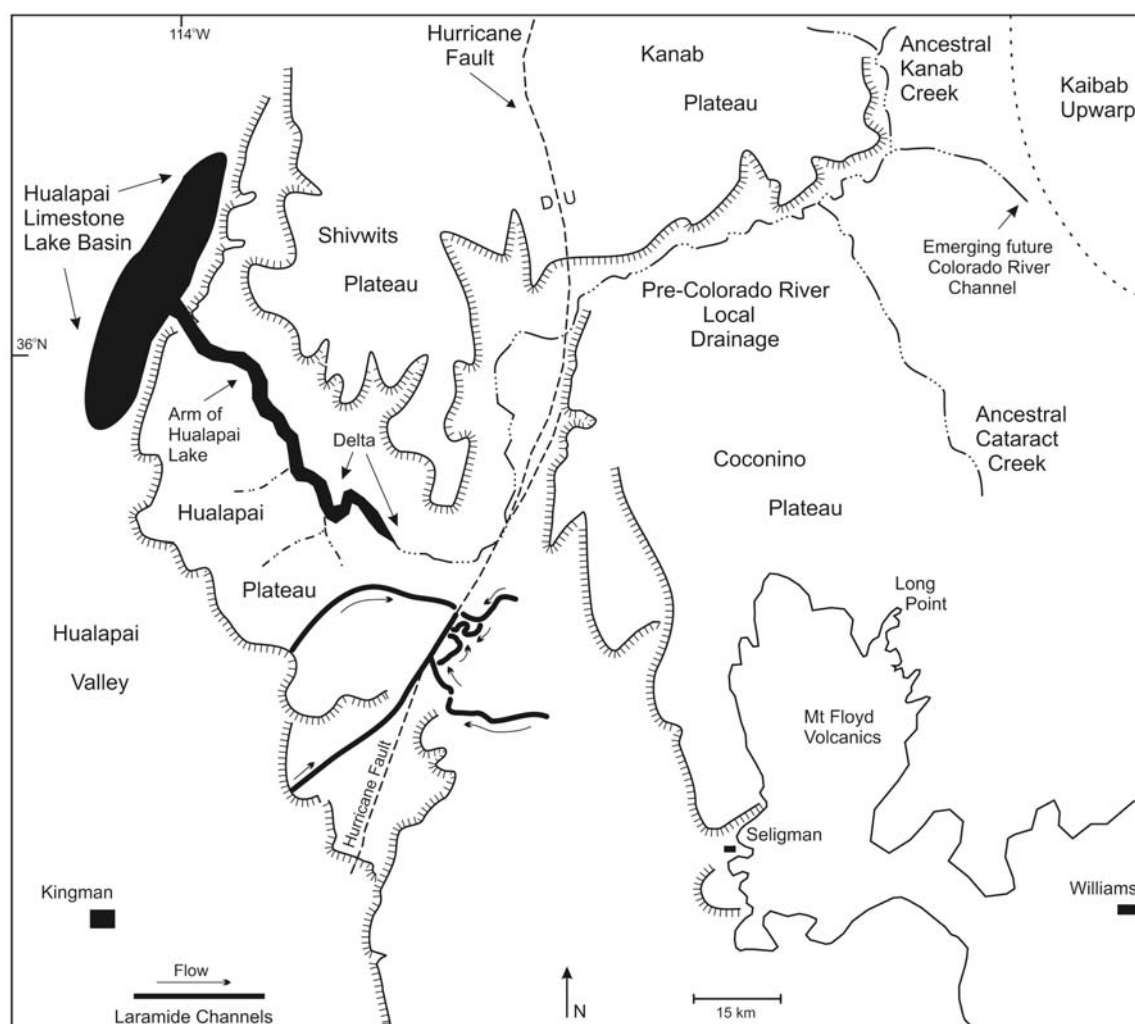 114°W
Hurricane
Fault
Kanab
Plateau
Ancestral
Kanab
Creek
Kaibab
Upwarp
Hualapai
Limestone
Lake Basin
Shivwits
Plateau
D U
Emerging future
Colorado River
Channel
Pre-Colorado River
Local
Drainage
36°N
Arm of
Hualapai
Lake
Delta
Ancestral
Cataract
Creek
Coconino
Plateau
Hualapai
Plateau
Long
Point
Hualapai
Valley
Mt Floyd
Volcanics
Hurricane Fault
Seligman
Kingman
Williams
Flow
Laramide Channels
N
15 km